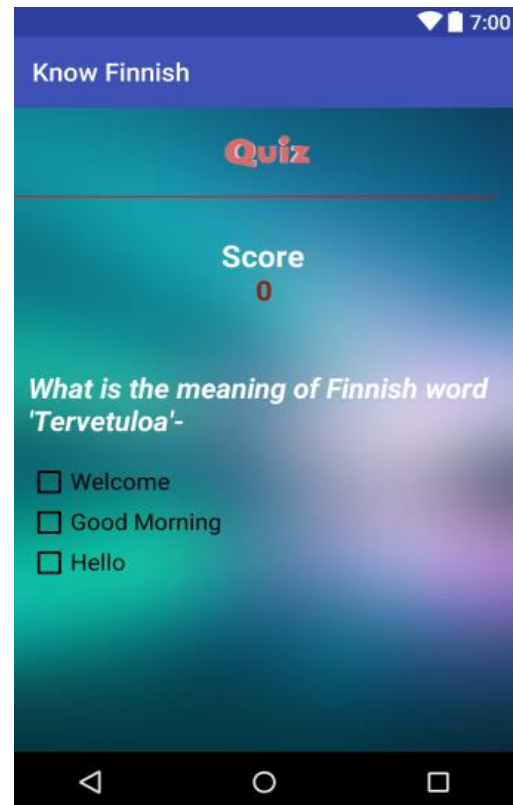 7:00
Know Finnish
Quiz
Score
0
What is the meaning of Finnish word
'Tervetuloa'-
Welcome
Good Morning
Hello